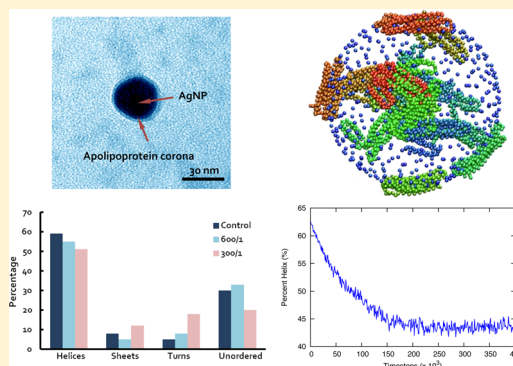 AgNP
Apolipoprotein corona
30 nm
70
60
50
40
30
20
10
0
Percentage
Control
600/1
300/1
Helices
Sheets
Turns
Unordered
65
60
55
50
45
40
Percent Helix (%)
0
50
100
150
200
250
300
350